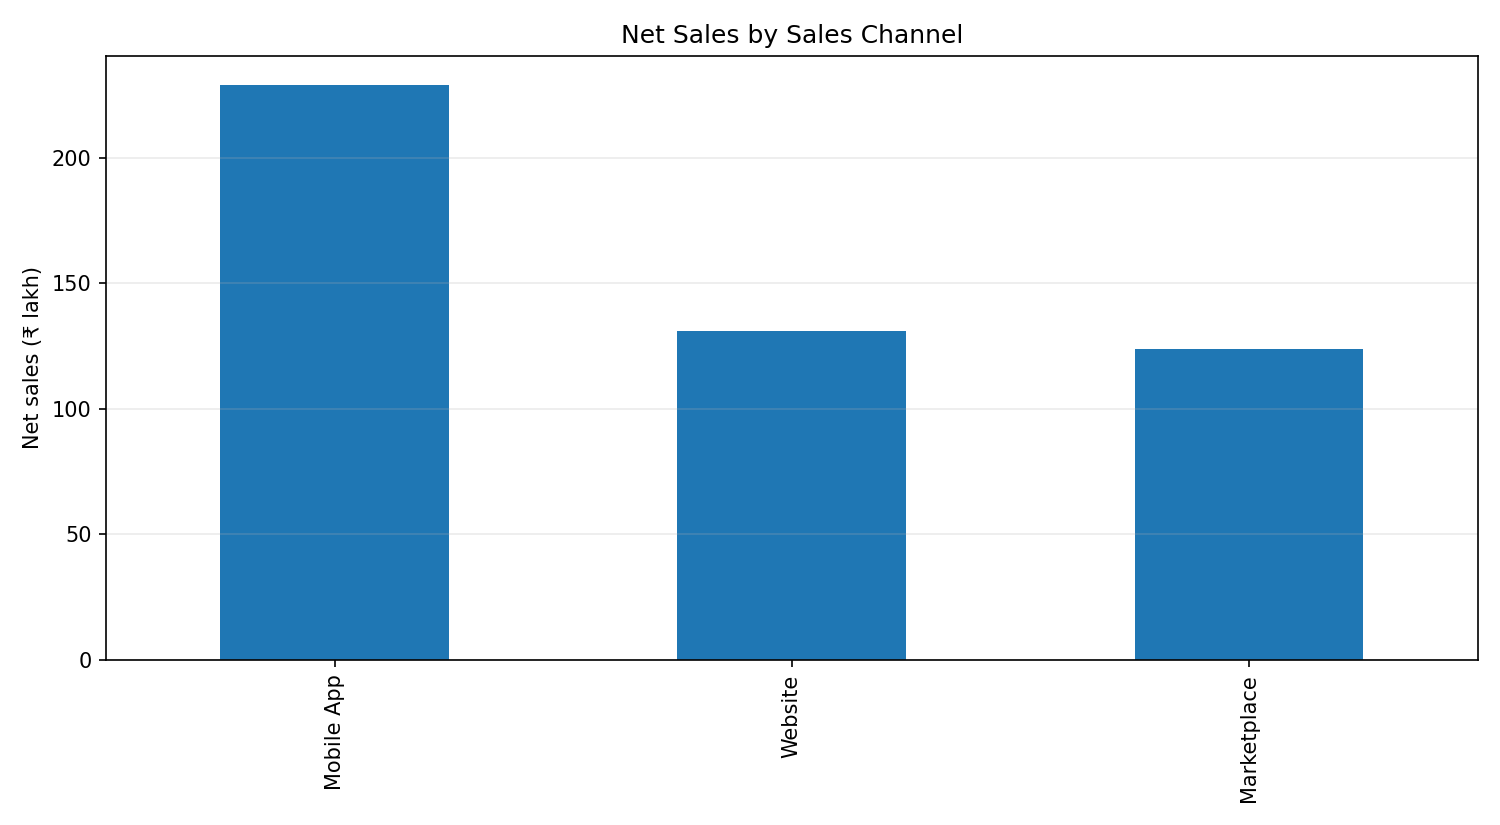 Net Sales by Sales Channel
Net sales (₹ lakh)
200
150
100
50
0
Mobile App
Website
Marketplace